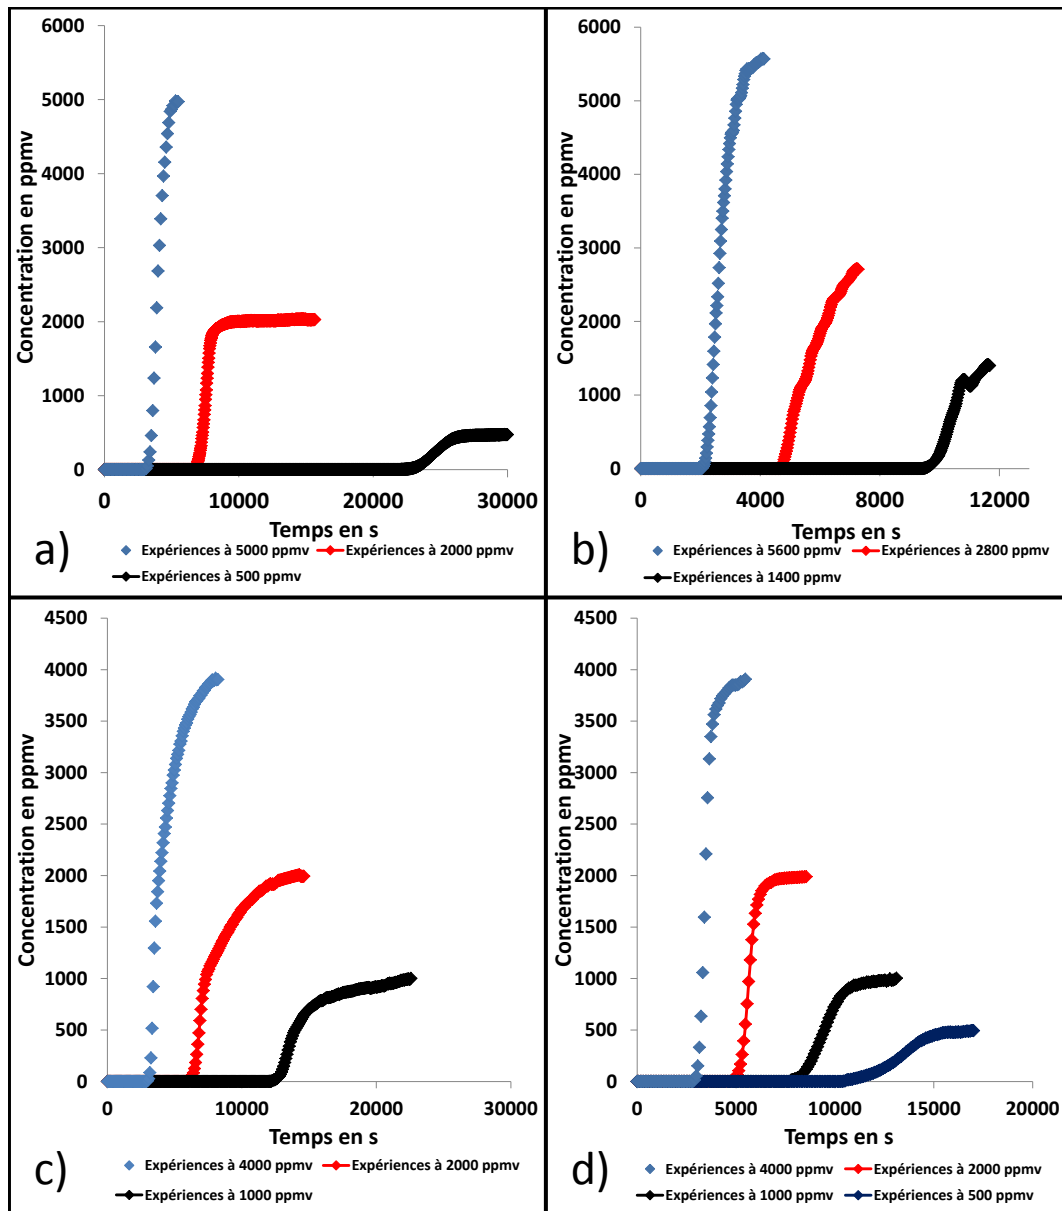 6000
5000
4000
3000
2000
1000
0
Concentration en ppmv
0 10000 20000 30000
Temps en s
a)
Expériences à 5000 ppmv Expériences à 2000 ppmv
Expériences à 500 ppmv
6000
5000
4000
3000
2000
1000
0
Concentration en ppmv
0 4000 8000 12000
Temps en s
b)
Expériences à 5600 ppmv Expériences à 2800 ppmv
Expériences à 1400 ppmv
4500
4000
3500
3000
2500
2000
1500
1000
500
0
Concentration en ppmv
0 10000 20000 30000
Temps en s
c)
Expériences à 4000 ppmv Expériences à 2000 ppmv
Expériences à 1000 ppmv
4500
4000
3500
3000
2500
2000
1500
1000
500
0
Concentration en ppmv
0 5000 10000 15000 20000
Temps en s
d)
Expériences à 4000 ppmv Expériences à 2000 ppmv
Expériences à 1000 ppmv Expériences à 500 ppmv